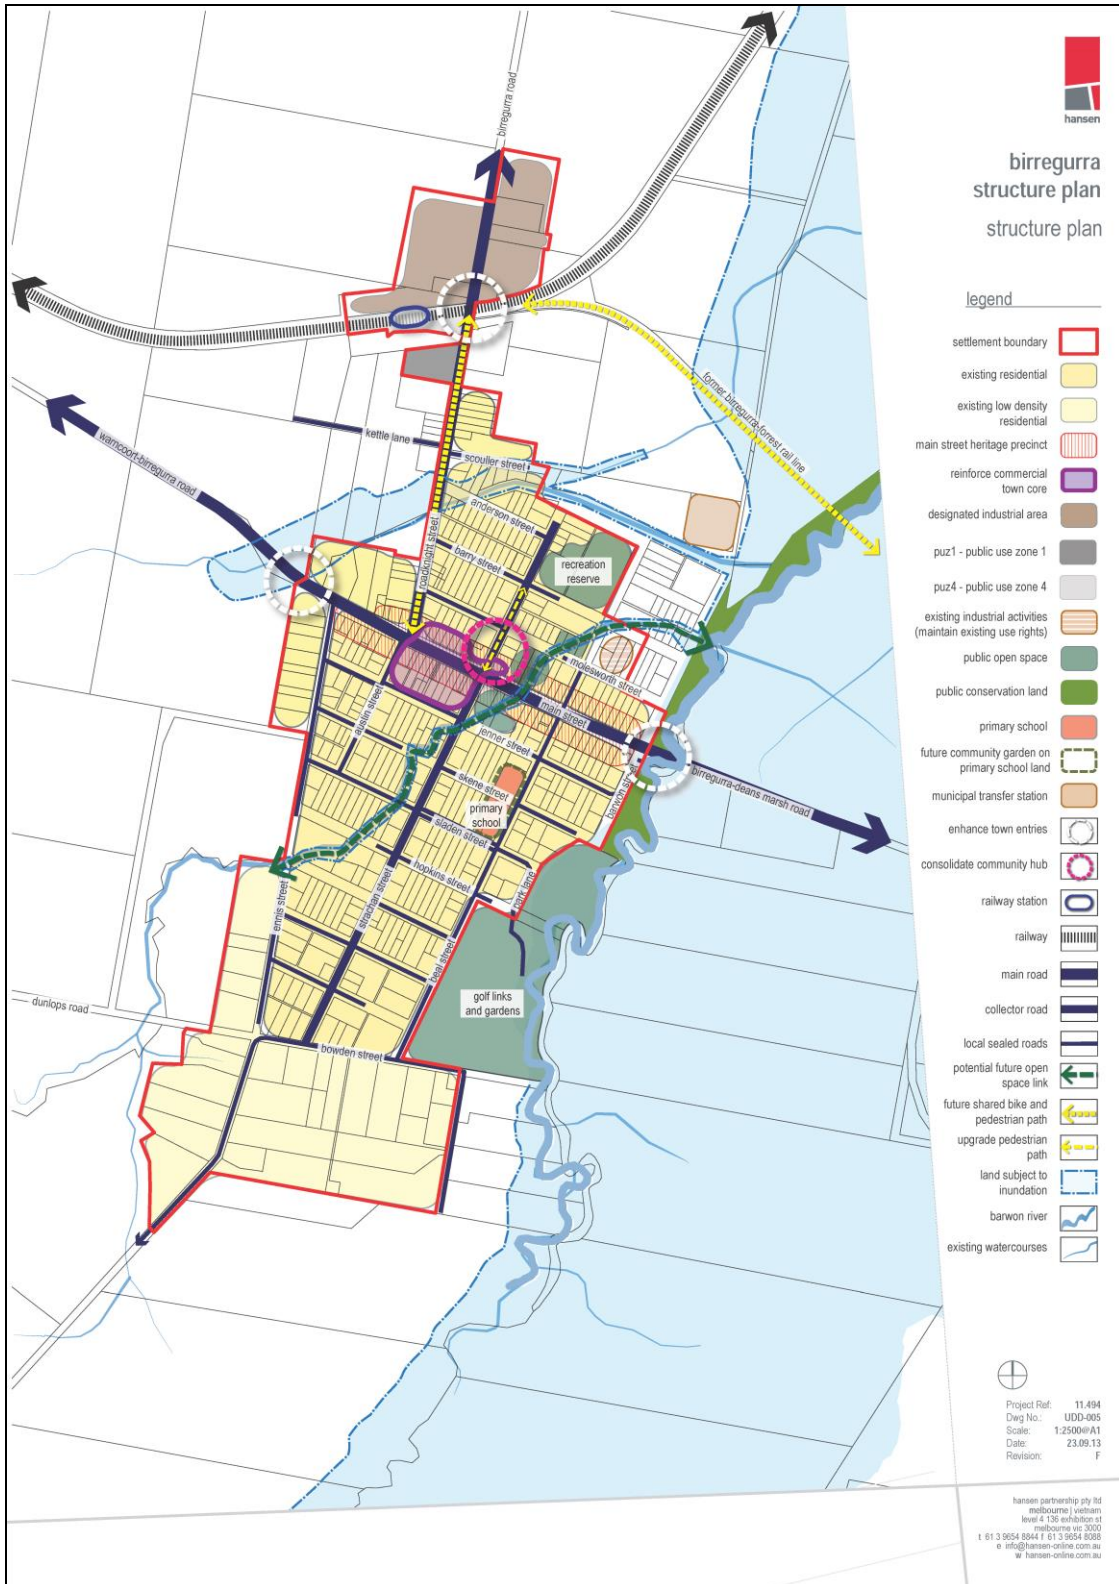 hansen
birregurra
structure plan
structure plan
legend
settlement boundary
existing residential
existing low density
residential
main street heritage precinct
reinforce commercial
town core
designated industrial area
puz1 - public use zone 1
puz4 - public use zone 4
existing industrial activities
(maintain existing use rights)
public open space
public conservation land
primary school
future community garden on
primary school land
municipal transfer station
enhance town entries
consolidate community hub
railway station
railway
main road
collector road
local sealed roads
potential future open
space link
future shared bike and
pedestrian path
upgrade pedestrian
path
land subject to
inundation
barwon river
existing watercourses
birregurra road
former birregurra-forrest rail line
warncoort-birregurra road
kettle lane
scouller street
anderson street
barry street
roadknight street
recreation
reserve
molesworth street
main street
austin street
jenner street
skene street
primary
school
sladen street
barwon street
birregurra-deans marsh road
hopkins street
park lane
ennis street
strachan street
beal street
golf links
and gardens
dunlops road
bowden street
Project Ref: 11.494
Dwg No.: UDD-005
Scale: 1:2500@A1
Date: 23.09.13
Revision: F
hansen partnership pty ltd
melbourne | vietnam
level 4 136 exhibition st
melbourne vic 3000
t 61 3 9654 8844 f 61 3 9654 8088
e info@hansen-online.com.au
w hansen-online.com.au